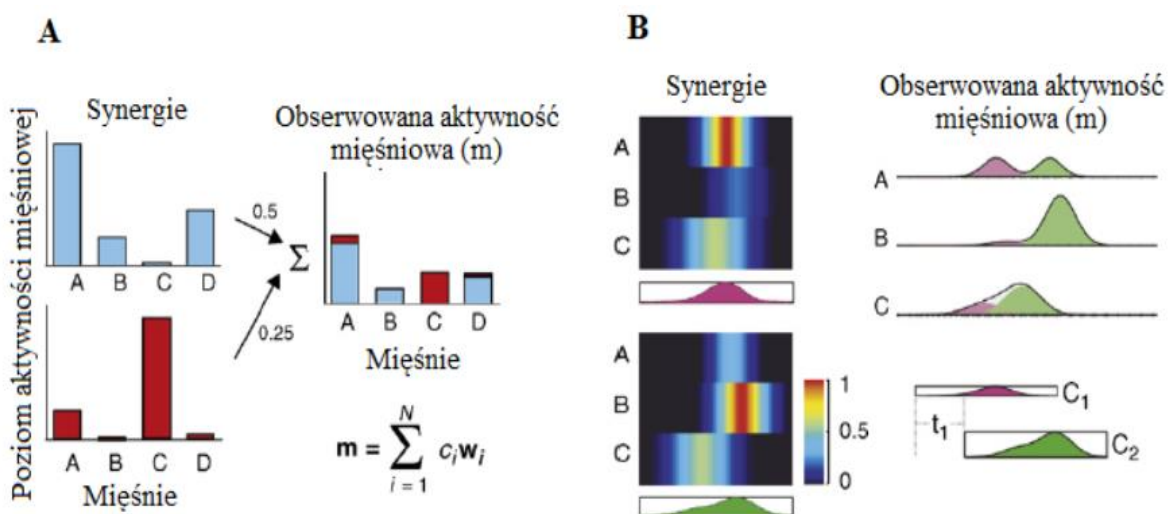 A
Poziom aktywności mięśniowej
Synergie
A B C D
0.5
A B C D
Mięśnie
0.25
Σ
Obserwowana aktywność
mięśniowa (m)
A B C D
Mięśnie
m = N ∑ i = 1 c_i w_i
B
Synergie
A
B
C
A
B
C
1
0.5
0
Obserwowana aktywność
mięśniowa (m)
A
B
C
C1
t1
C2